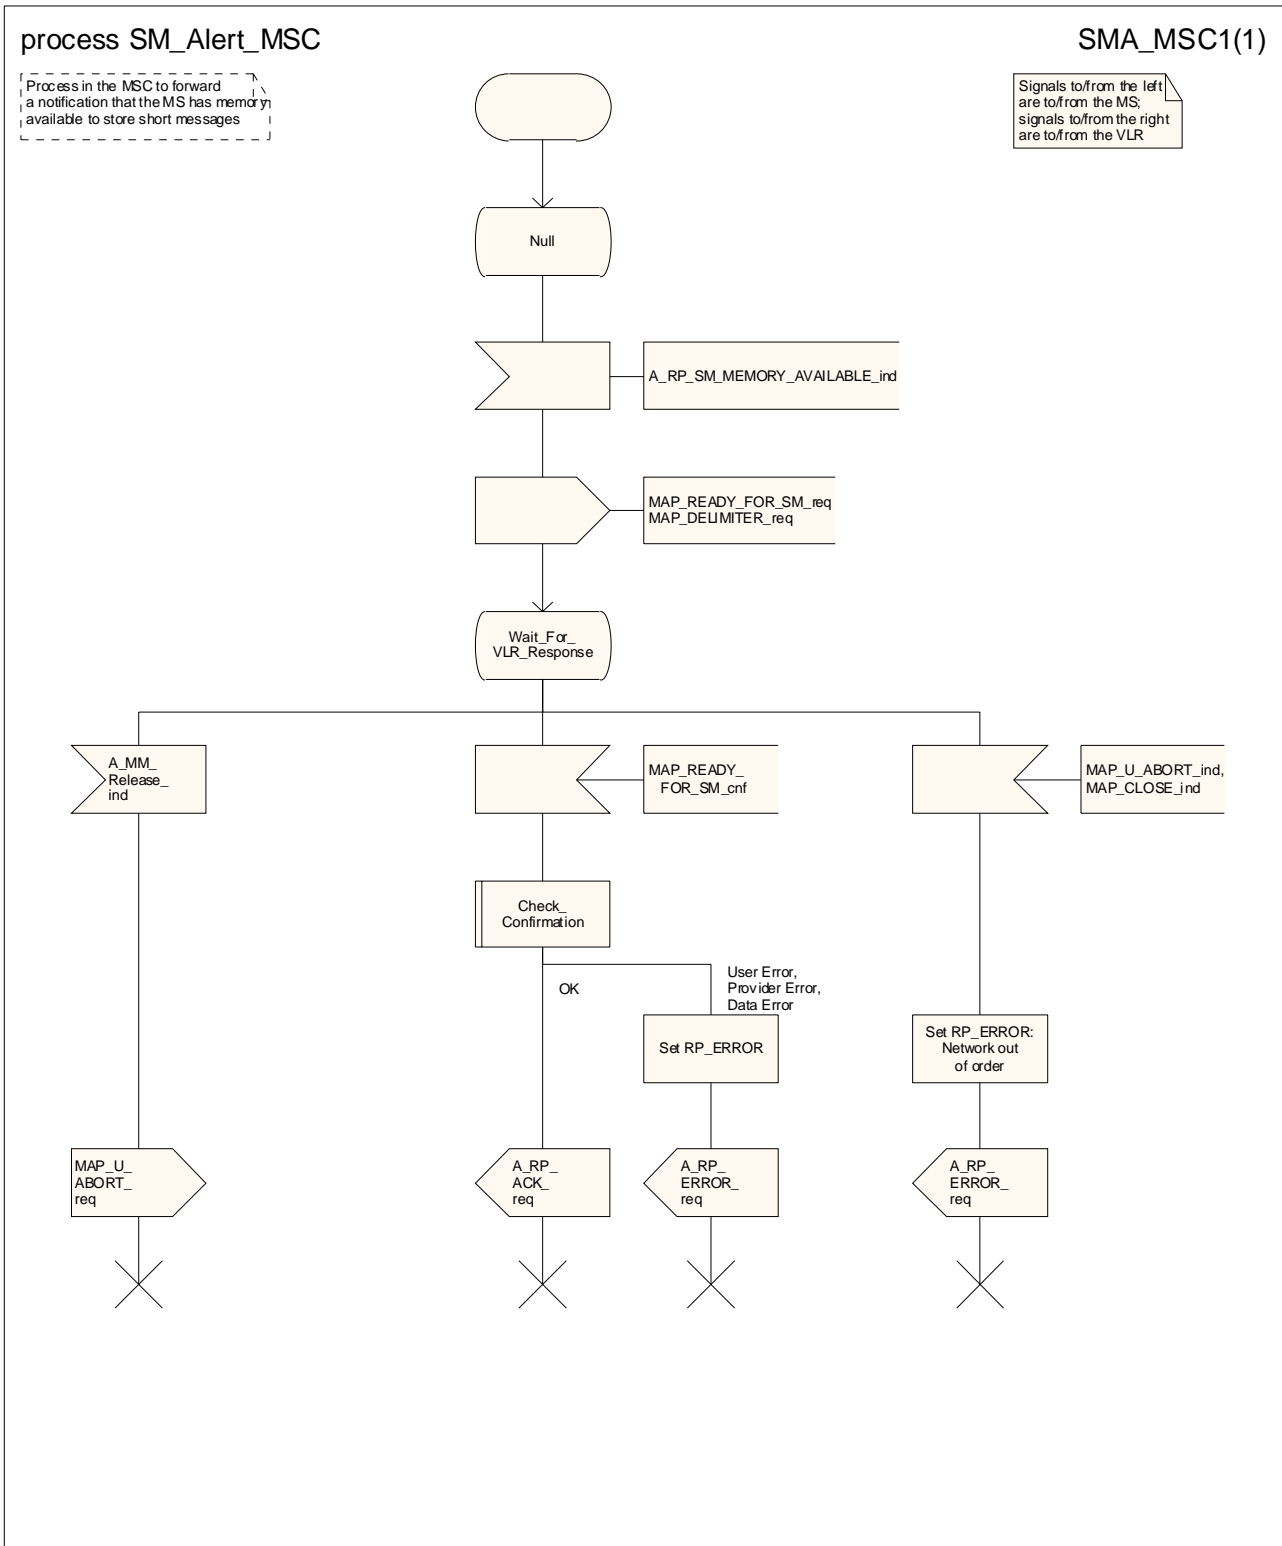 process SM_Alert_MSC
SMA_MSC1(1)
Process in the MSC to forward
a notification that the MS has memory
available to store short messages
Signals to/from the left
are to/from the MS;
signals to/from the right
are to/from the VLR
Null
A_RP_SM_MEMORY_AVAILABLE_ind
MAP_READY_FOR_SM_req
MAP_DELIMITER_req
Wait_For_
VLR_Response
A_MM_
Release_
ind
MAP_READY_
FOR_SM_cnf
MAP_U_ABORT_ind,
MAP_CLOSE_ind
Check_
Confirmation
OK
User Error,
Provider Error,
Data Error
Set RP_ERROR
Set RP_ERROR:
Network out
of order
MAP_U_
ABORT_
req
A_RP_
ACK_
req
A_RP_
ERROR_
req
A_RP_
ERROR_
req